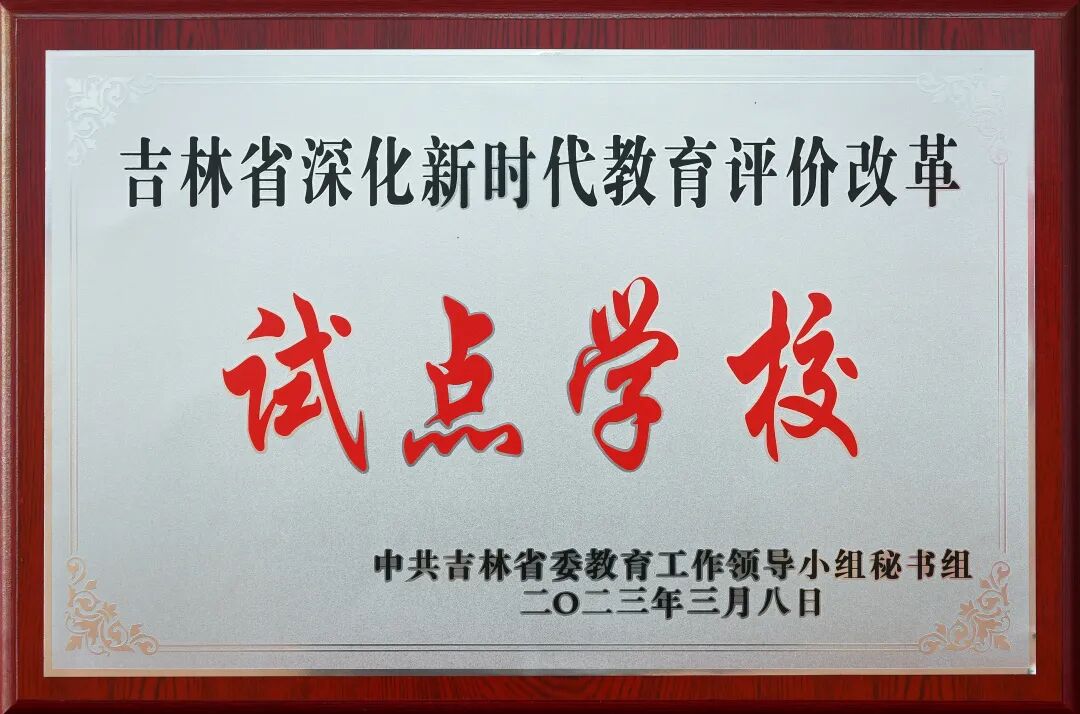 吉林省深化新时代教育评价改革
试点学校
中共吉林省委教育工作领导小组秘书组
二〇二三年三月八日